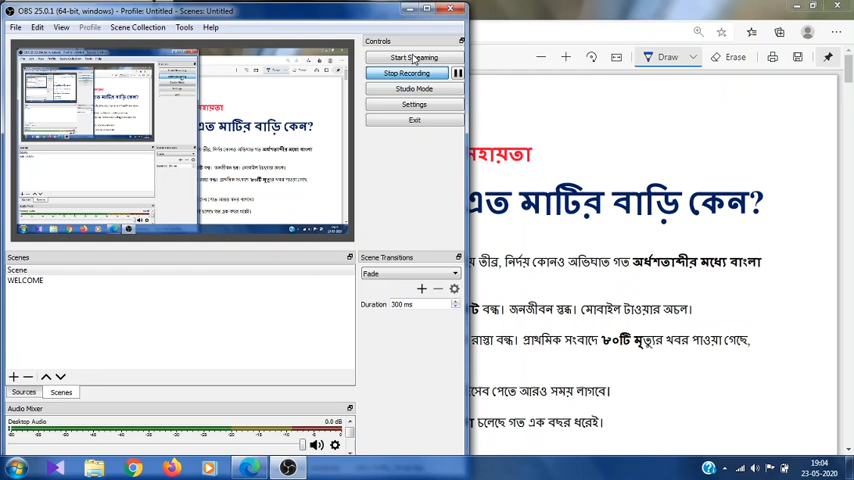 OBS 25.0.1 (64-bit, windows) - Profile: Untitled - Scenes: Untitled
File Edit View Profile Scene Collection Tools Help
Controls
Start Streaming
Stop Recording
Studio Mode
Settings
Exit
Scenes
Scene
WELCOME
Scene Transitions
Fade
Duration 300 ms
Sources Scenes
Audio Mixer
Desktop Audio 0.0 dB
Draw Erase
হায়তা
এত মাটির বাড়ি কেন?
তীব্র, নির্দয় কোনও অভিঘাত গত অর্ধশতাব্দীর মধ্যে বাংলা
বন্ধ। জনজীবন স্তব্ধ। মোবাইল টাওয়ার অচল।
রাস্তা বন্ধ। প্রাথমিক সংবাদে ৮০টি মৃত্যুর খবর পাওয়া গেছে,
সেব পেতে আরও সময় লাগবে।
চলেছে গত এক বছর ধরেই।
19:04
23-05-2020